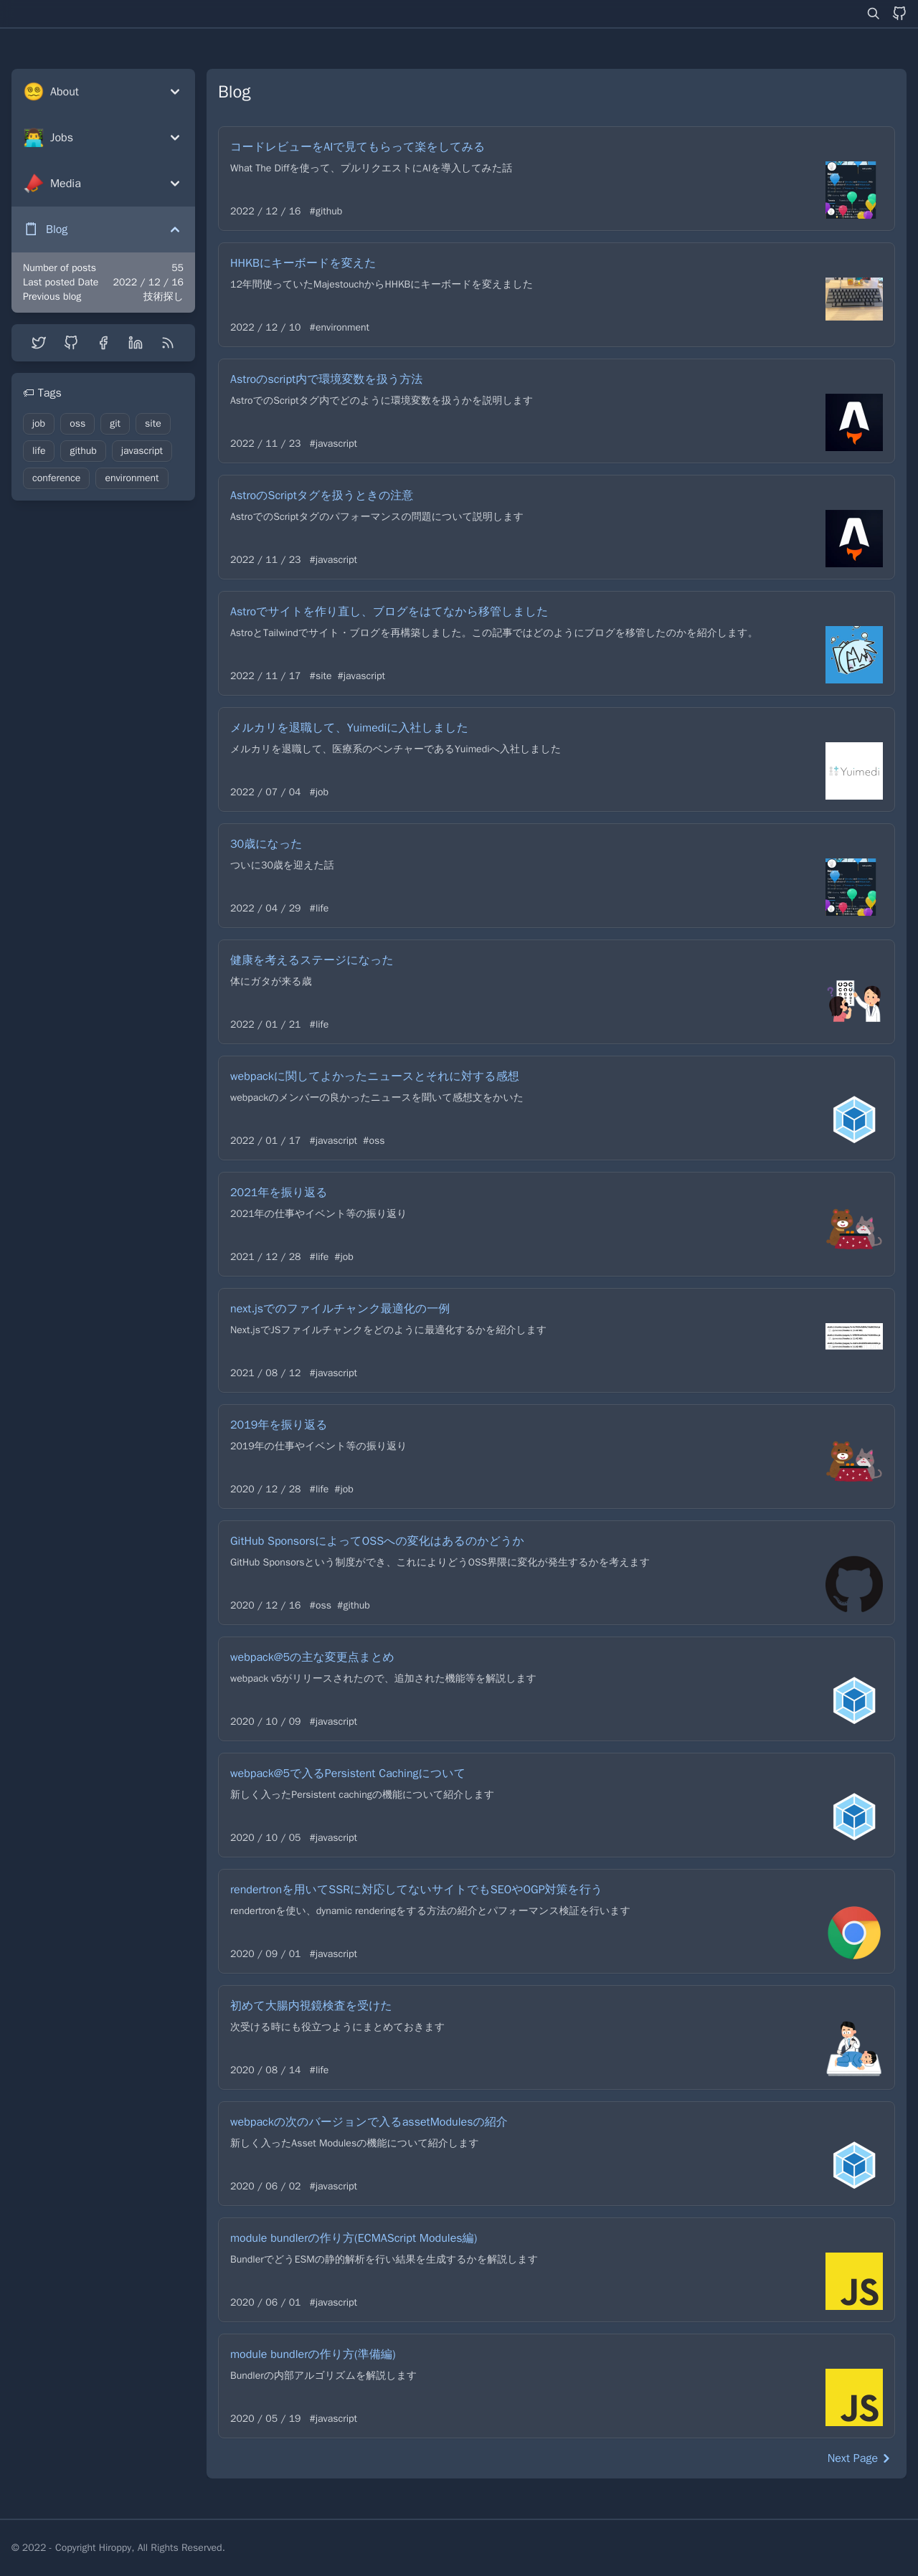 About
Jobs
Media
Blog
Number of posts 55
Last posted Date 2022 / 12 / 16
Previous blog 技術探し
🏷 Tags
job oss git site
life github javascript
conference environment
Blog
コードレビューをAIで見てもらって楽をしてみる
What The Diffを使って、プルリクエストにAIを導入してみた話
2022 / 12 / 16 #github
HHKBにキーボードを変えた
12年間使っていたMajestouchからHHKBにキーボードを変えました
2022 / 12 / 10 #environment
Astroのscript内で環境変数を扱う方法
AstroでのScriptタグ内でどのように環境変数を扱うかを説明します
2022 / 11 / 23 #javascript
AstroのScriptタグを扱うときの注意
AstroでのScriptタグのパフォーマンスの問題について説明します
2022 / 11 / 23 #javascript
Astroでサイトを作り直し、ブログをはてなから移管しました
AstroとTailwindでサイト・ブログを再構築しました。この記事ではどのようにブログを移管したのかを紹介します。
2022 / 11 / 17 #site #javascript
メルカリを退職して、Yuimediに入社しました
メルカリを退職して、医療系のベンチャーであるYuimediへ入社しました
Yuimedi
2022 / 07 / 04 #job
30歳になった
ついに30歳を迎えた話
2022 / 04 / 29 #life
健康を考えるステージになった
体にガタが来る歳
2022 / 01 / 21 #life
webpackに関してよかったニュースとそれに対する感想
webpackのメンバーの良かったニュースを聞いて感想文をかいた
2022 / 01 / 17 #javascript #oss
2021年を振り返る
2021年の仕事やイベント等の振り返り
2021 / 12 / 28 #life #job
next.jsでのファイルチャンク最適化の一例
Next.jsでJSファイルチャンクをどのように最適化するかを紹介します
2021 / 08 / 12 #javascript
2019年を振り返る
2019年の仕事やイベント等の振り返り
2020 / 12 / 28 #life #job
GitHub SponsorsによってOSSへの変化はあるのかどうか
GitHub Sponsorsという制度ができ、これによりどうOSS界隈に変化が発生するかを考えます
2020 / 12 / 16 #oss #github
webpack@5の主な変更点まとめ
webpack v5がリリースされたので、追加された機能等を解説します
2020 / 10 / 09 #javascript
webpack@5で入るPersistent Cachingについて
新しく入ったPersistent cachingの機能について紹介します
2020 / 10 / 05 #javascript
rendertronを用いてSSRに対応してないサイトでもSEOやOGP対策を行う
rendertronを使い、dynamic renderingをする方法の紹介とパフォーマンス検証を行います
2020 / 09 / 01 #javascript
初めて大腸内視鏡検査を受けた
次受ける時にも役立つようにまとめておきます
2020 / 08 / 14 #life
webpackの次のバージョンで入るassetModulesの紹介
新しく入ったAsset Modulesの機能について紹介します
2020 / 06 / 02 #javascript
module bundlerの作り方(ECMAScript Modules編)
BundlerでどうESMの静的解析を行い結果を生成するかを解説します
JS
2020 / 06 / 01 #javascript
module bundlerの作り方(準備編)
Bundlerの内部アルゴリズムを解説します
JS
2020 / 05 / 19 #javascript
Next Page
© 2022 - Copyright Hiroppy, All Rights Reserved.